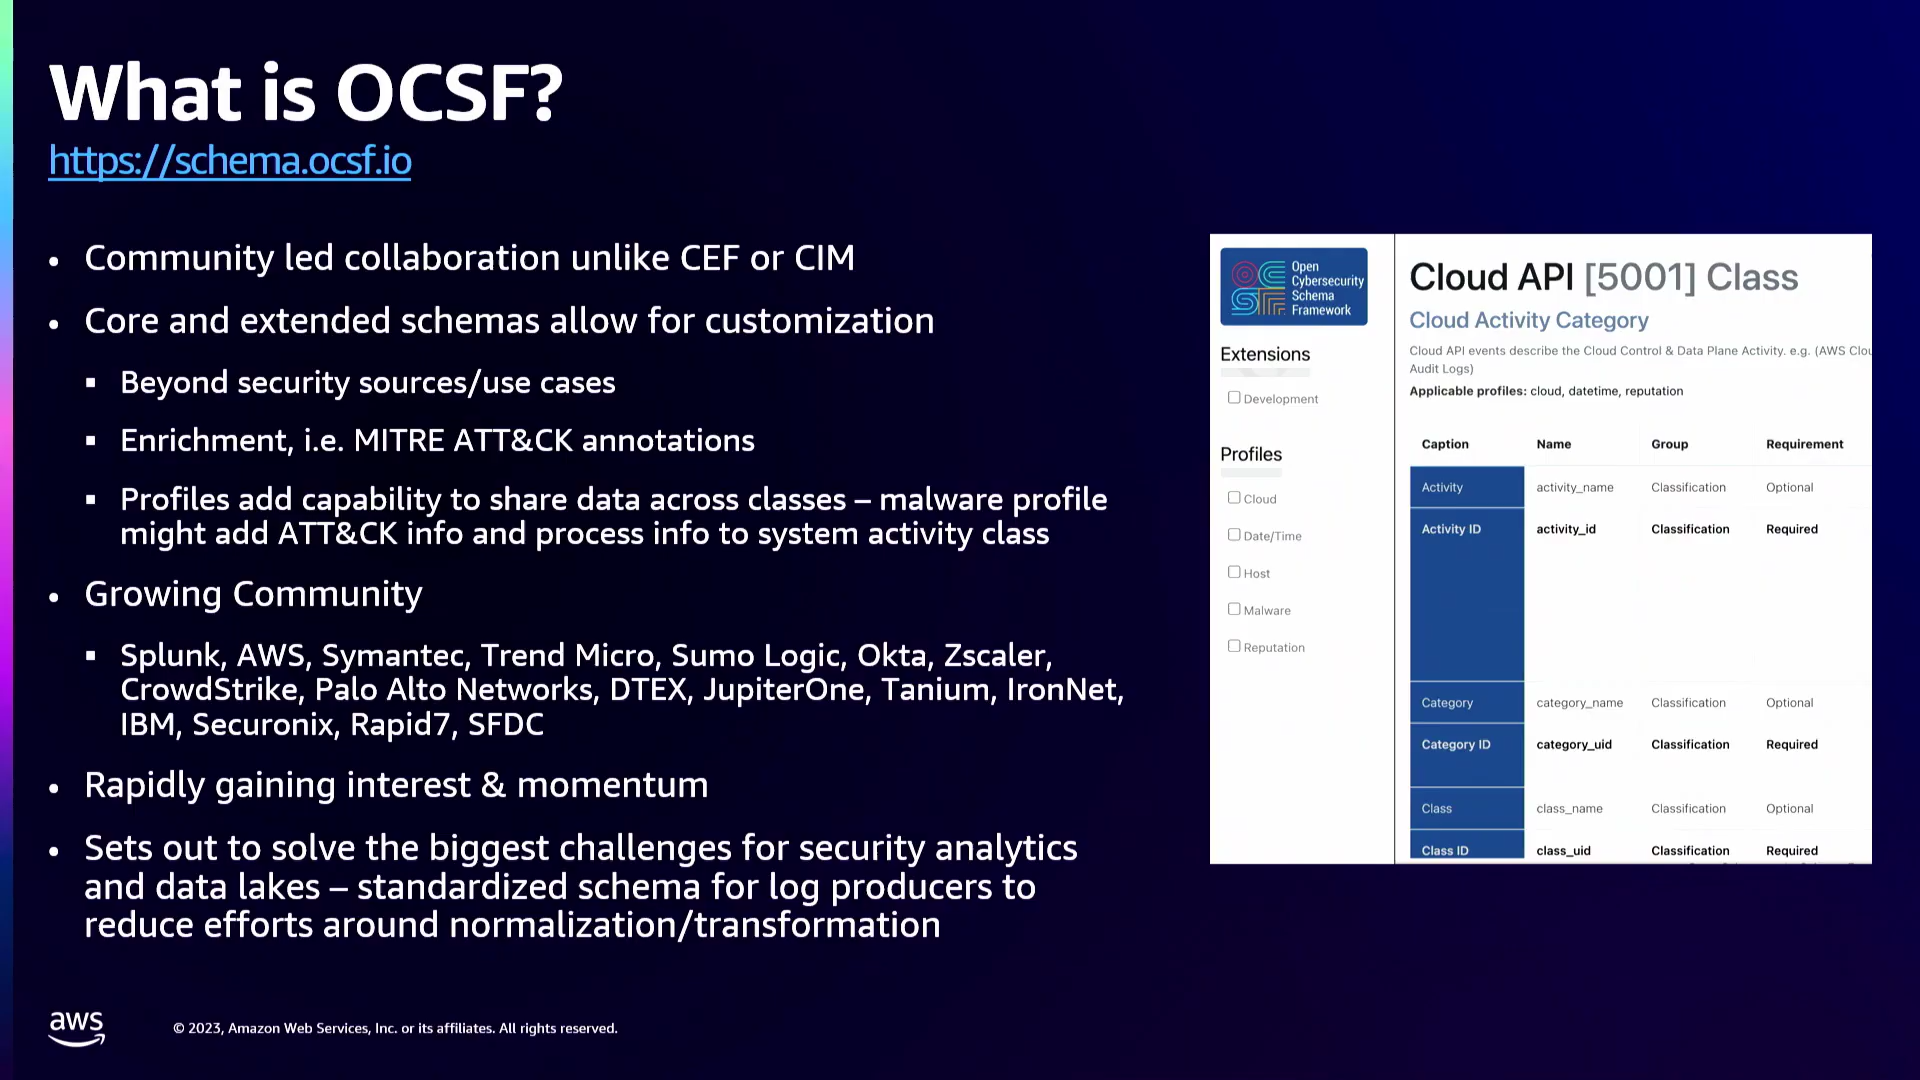 What is OCSF?
https://schema.ocsf.io
• Community led collaboration unlike CEF or CIM
• Core and extended schemas allow for customization
▪ Beyond security sources/use cases
▪ Enrichment, i.e. MITRE ATT&CK annotations
▪ Profiles add capability to share data across classes – malware profile
might add ATT&CK info and process info to system activity class
• Growing Community
▪ Splunk, AWS, Symantec, Trend Micro, Sumo Logic, Okta, Zscaler,
CrowdStrike, Palo Alto Networks, DTEX, JupiterOne, Tanium, IronNet,
IBM, Securonix, Rapid7, SFDC
• Rapidly gaining interest & momentum
• Sets out to solve the biggest challenges for security analytics
and data lakes – standardized schema for log producers to
reduce efforts around normalization/transformation
Open
Cybersecurity
Schema
Framework
Extensions
Development
Profiles
Cloud
Date/Time
Host
Malware
Reputation
Cloud API [5001] Class
Cloud Activity Category
Cloud API events describe the Cloud Control & Data Plane Activity. e.g. (AWS Clou
Audit Logs)
Applicable profiles: cloud, datetime, reputation
Caption Name Group Requirement
Activity activity_name Classification Optional
Activity ID activity_id Classification Required
Category category_name Classification Optional
Category ID category_uid Classification Required
Class class_name Classification Optional
Class ID class_uid Classification Required
aws
© 2023, Amazon Web Services, Inc. or its affiliates. All rights reserved.